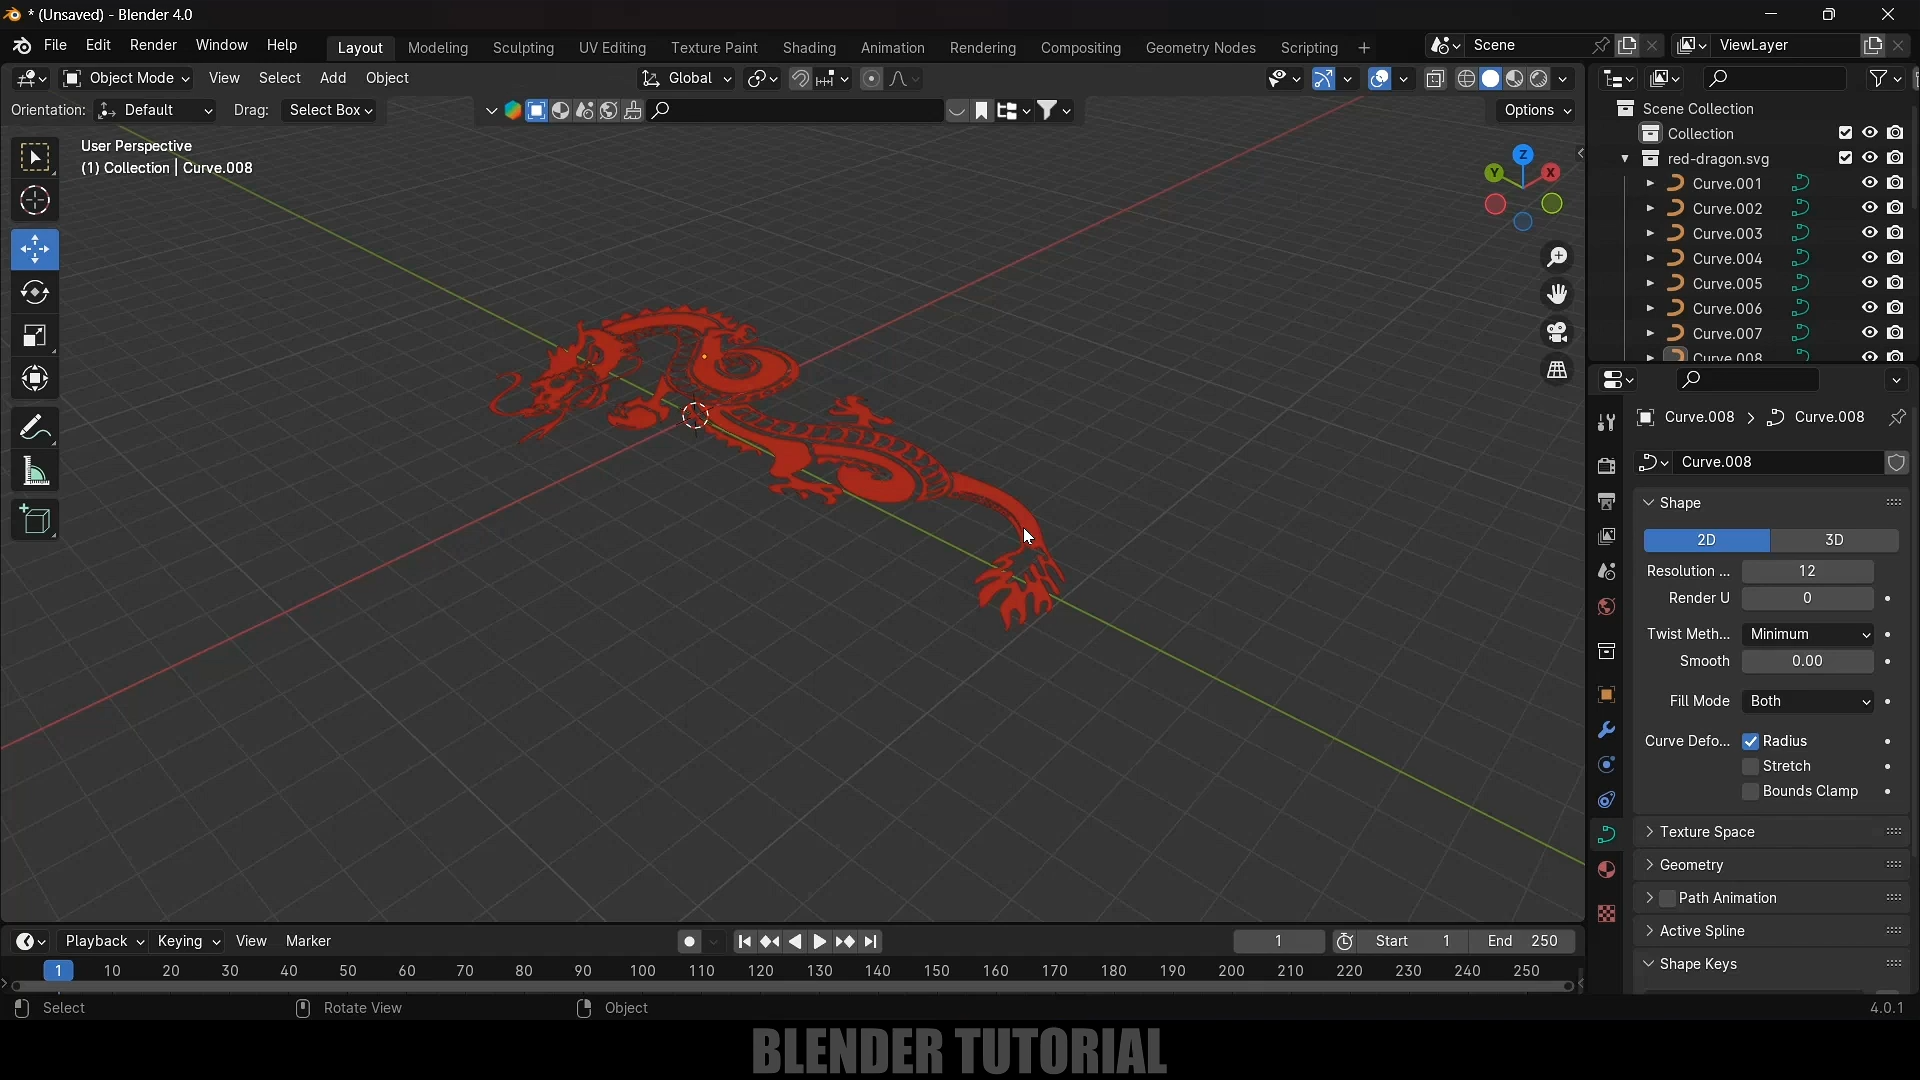 * (Unsaved) - Blender 4.0
File Edit Render Window Help Layout Modeling Sculpting UV Editing Texture Paint Shading Animation Rendering Compositing Geometry Nodes Scripting + Scene ViewLayer
Object Mode View Select Add Object Global
Orientation: Default Drag: Select Box Options
User Perspective
(1) Collection | Curve.008
Z
Y X
Scene Collection
Collection
red-dragon.svg
Curve.001
Curve.002
Curve.003
Curve.004
Curve.005
Curve.006
Curve.007
Curve.008
Curve.008 > Curve.008
Curve.008
Shape
2D 3D
Resolution ... 12
Render U 0
Twist Meth... Minimum
Smooth 0.00
Fill Mode Both
Curve Defo... Radius
Stretch
Bounds Clamp
Texture Space
Geometry
Path Animation
Active Spline
Shape Keys
Playback Keying View Marker 1 Start 1 End 250
1 10 20 30 40 50 60 70 80 90 100 110 120 130 140 150 160 170 180 190 200 210 220 230 240 250
Select Rotate View Object 4.0.1
BLENDER TUTORIAL